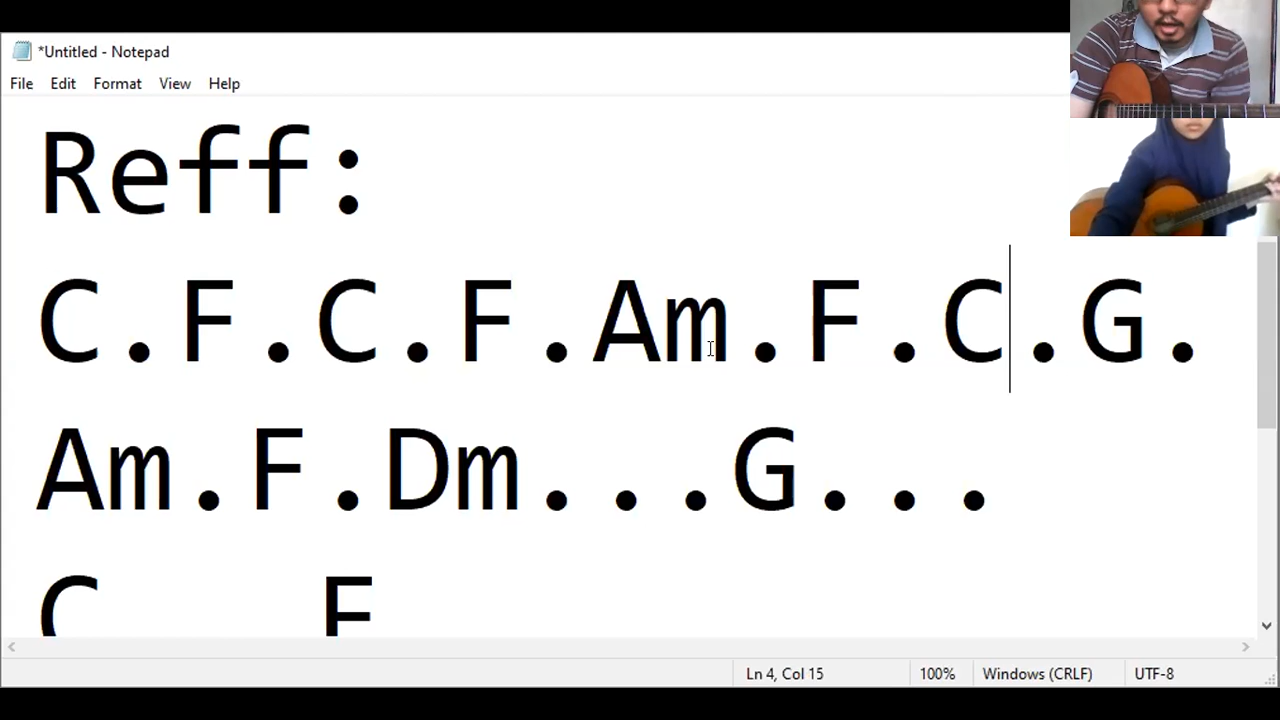 *Untitled - Notepad
File Edit Format View Help
Reff:
C.F.C.F.Am.F.C.G.
Am.F.Dm...G...
C F
Ln 4, Col 15 100% Windows (CRLF) UTF-8